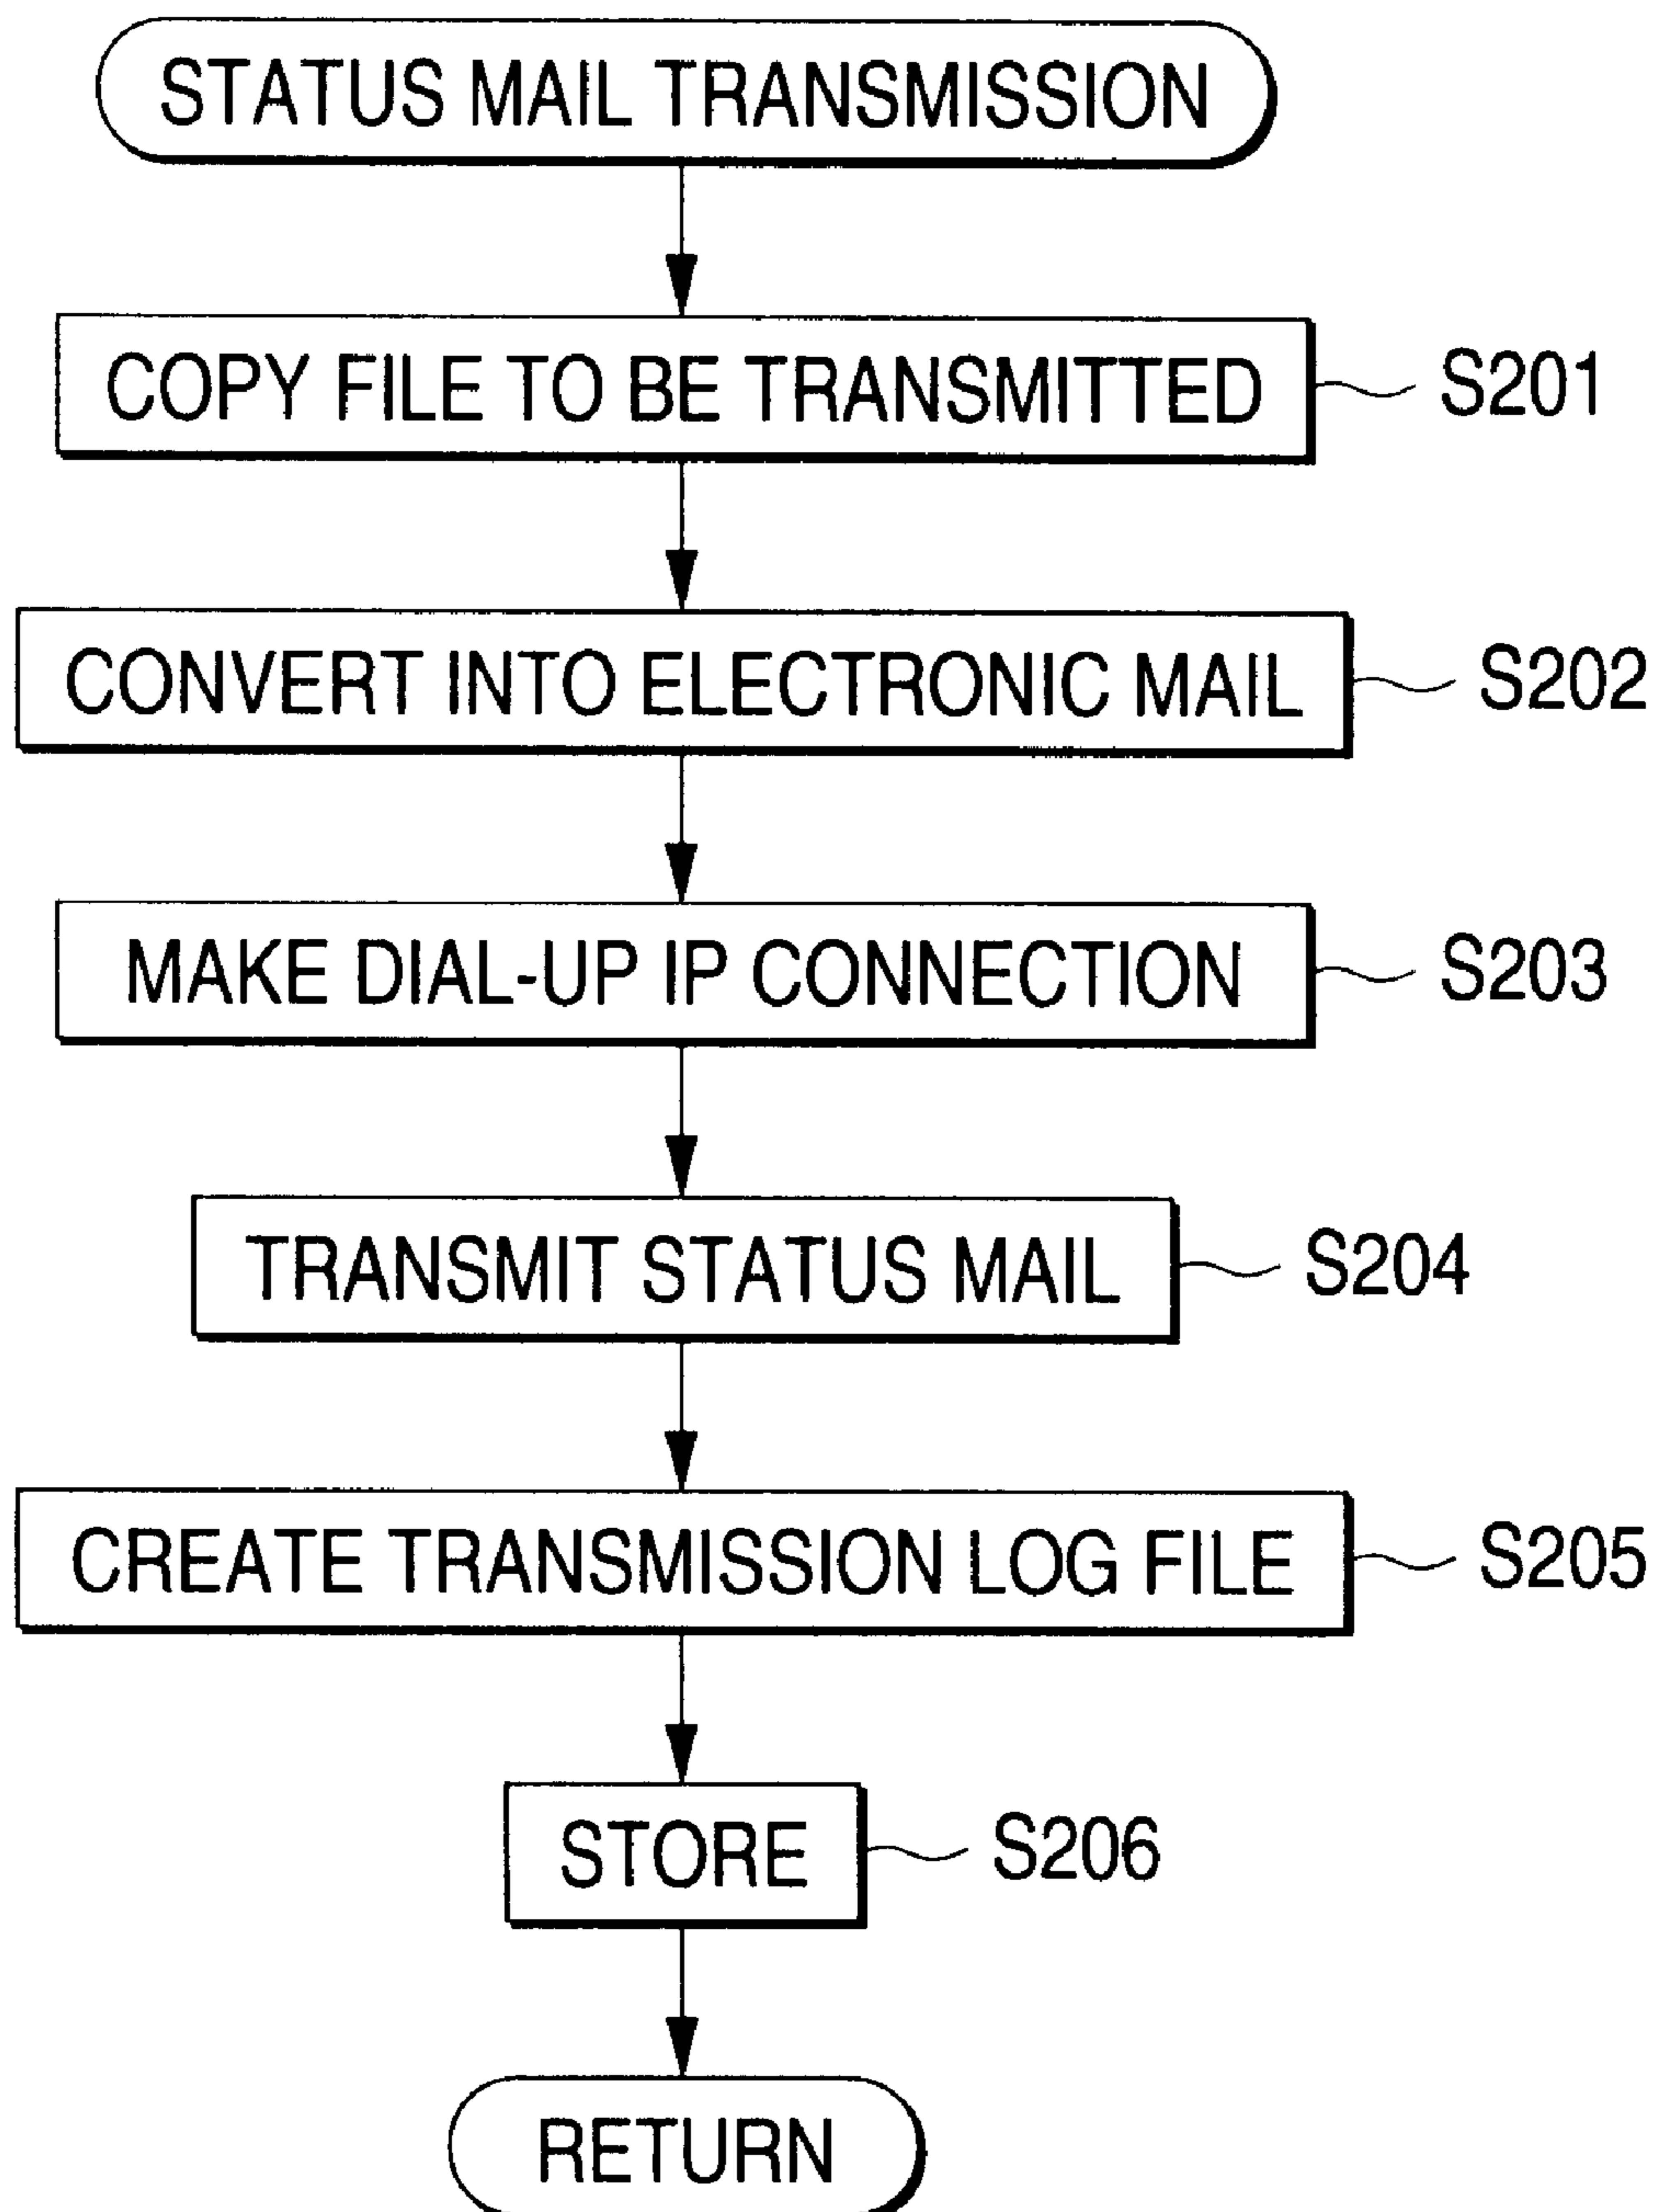 STATUS MAIL TRANSMISSION
COPY FILE TO BE TRANSMITTED
S201
CONVERT INTO ELECTRONIC MAIL
S202
MAKE DIAL-UP IP CONNECTION
S203
TRANSMIT STATUS MAIL
S204
CREATE TRANSMISSION LOG FILE
S205
STORE
S206
RETURN